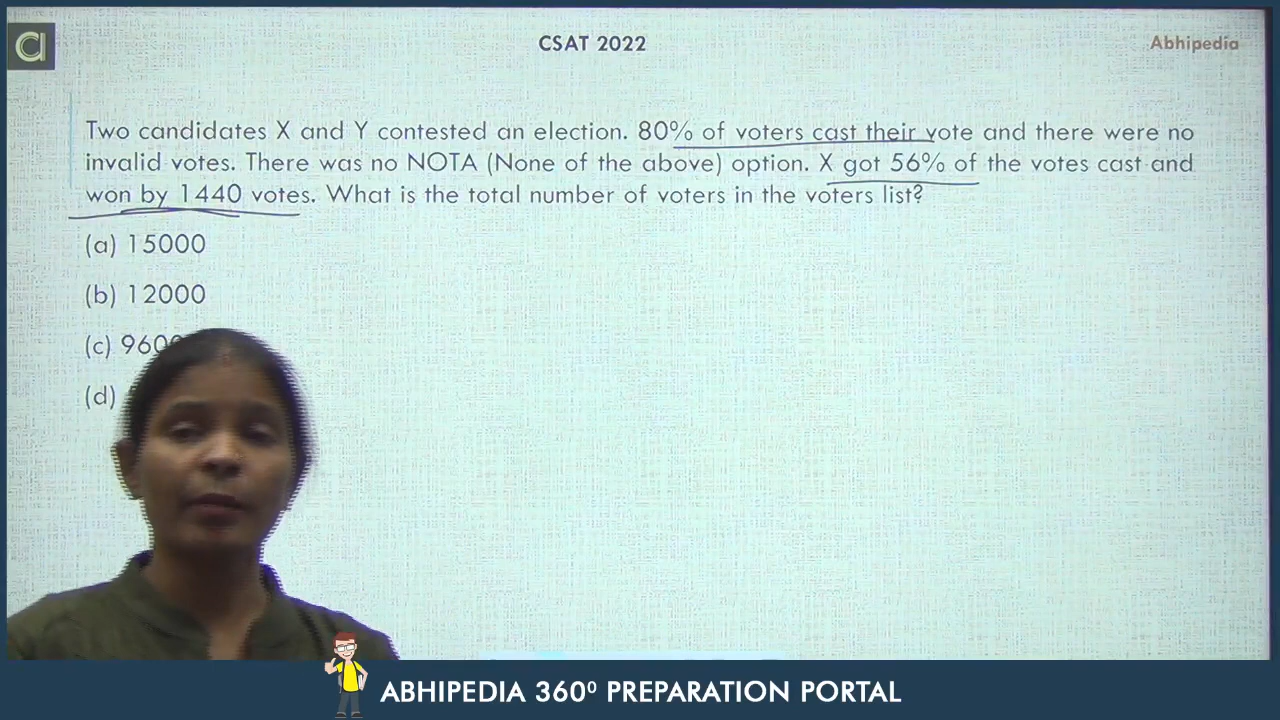 CSAT 2022
Abhipedia
Two candidates X and Y contested an election. 80% of voters cast their vote and there were no
invalid votes. There was no NOTA (None of the above) option. X got 56% of the votes cast and
won by 1440 votes. What is the total number of voters in the voters list?
(a) 15000
(b) 12000
(c) 960
(d)
ABHIPEDIA 360⁰ PREPARATION PORTAL